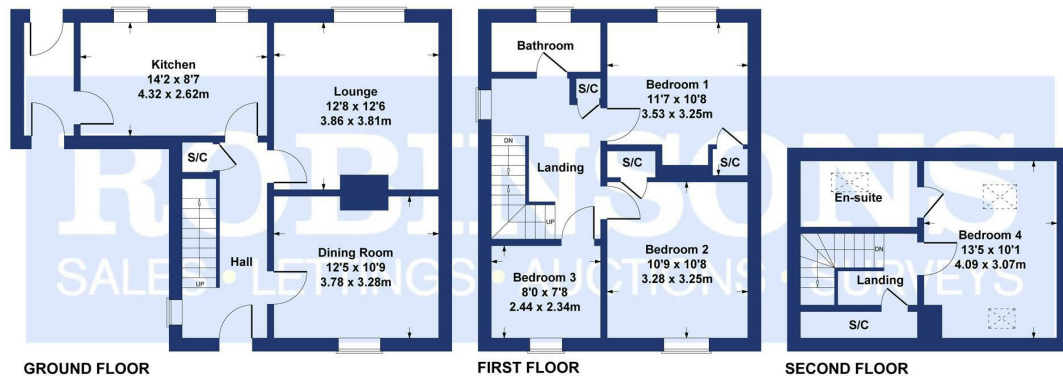 Kitchen
14'2 x 8'7
4.32 x 2.62m
Lounge
12'8 x 12'6
3.86 x 3.81m
S/C
Hall
UP
Dining Room
12'5 x 10'9
3.78 x 3.28m
GROUND FLOOR
Bathroom
S/C
Bedroom 1
11'7 x 10'8
3.53 x 3.25m
DN
Landing
S/C
S/C
UP
Bedroom 3
8'0 x 7'8
2.44 x 2.34m
Bedroom 2
10'9 x 10'8
3.28 x 3.25m
FIRST FLOOR
En-suite
Bedroom 4
13'5 x 10'1
4.09 x 3.07m
DN
Landing
S/C
SECOND FLOOR
ROBINSONS
SALES • LETTINGS • AUCTIONS • SURVEYS